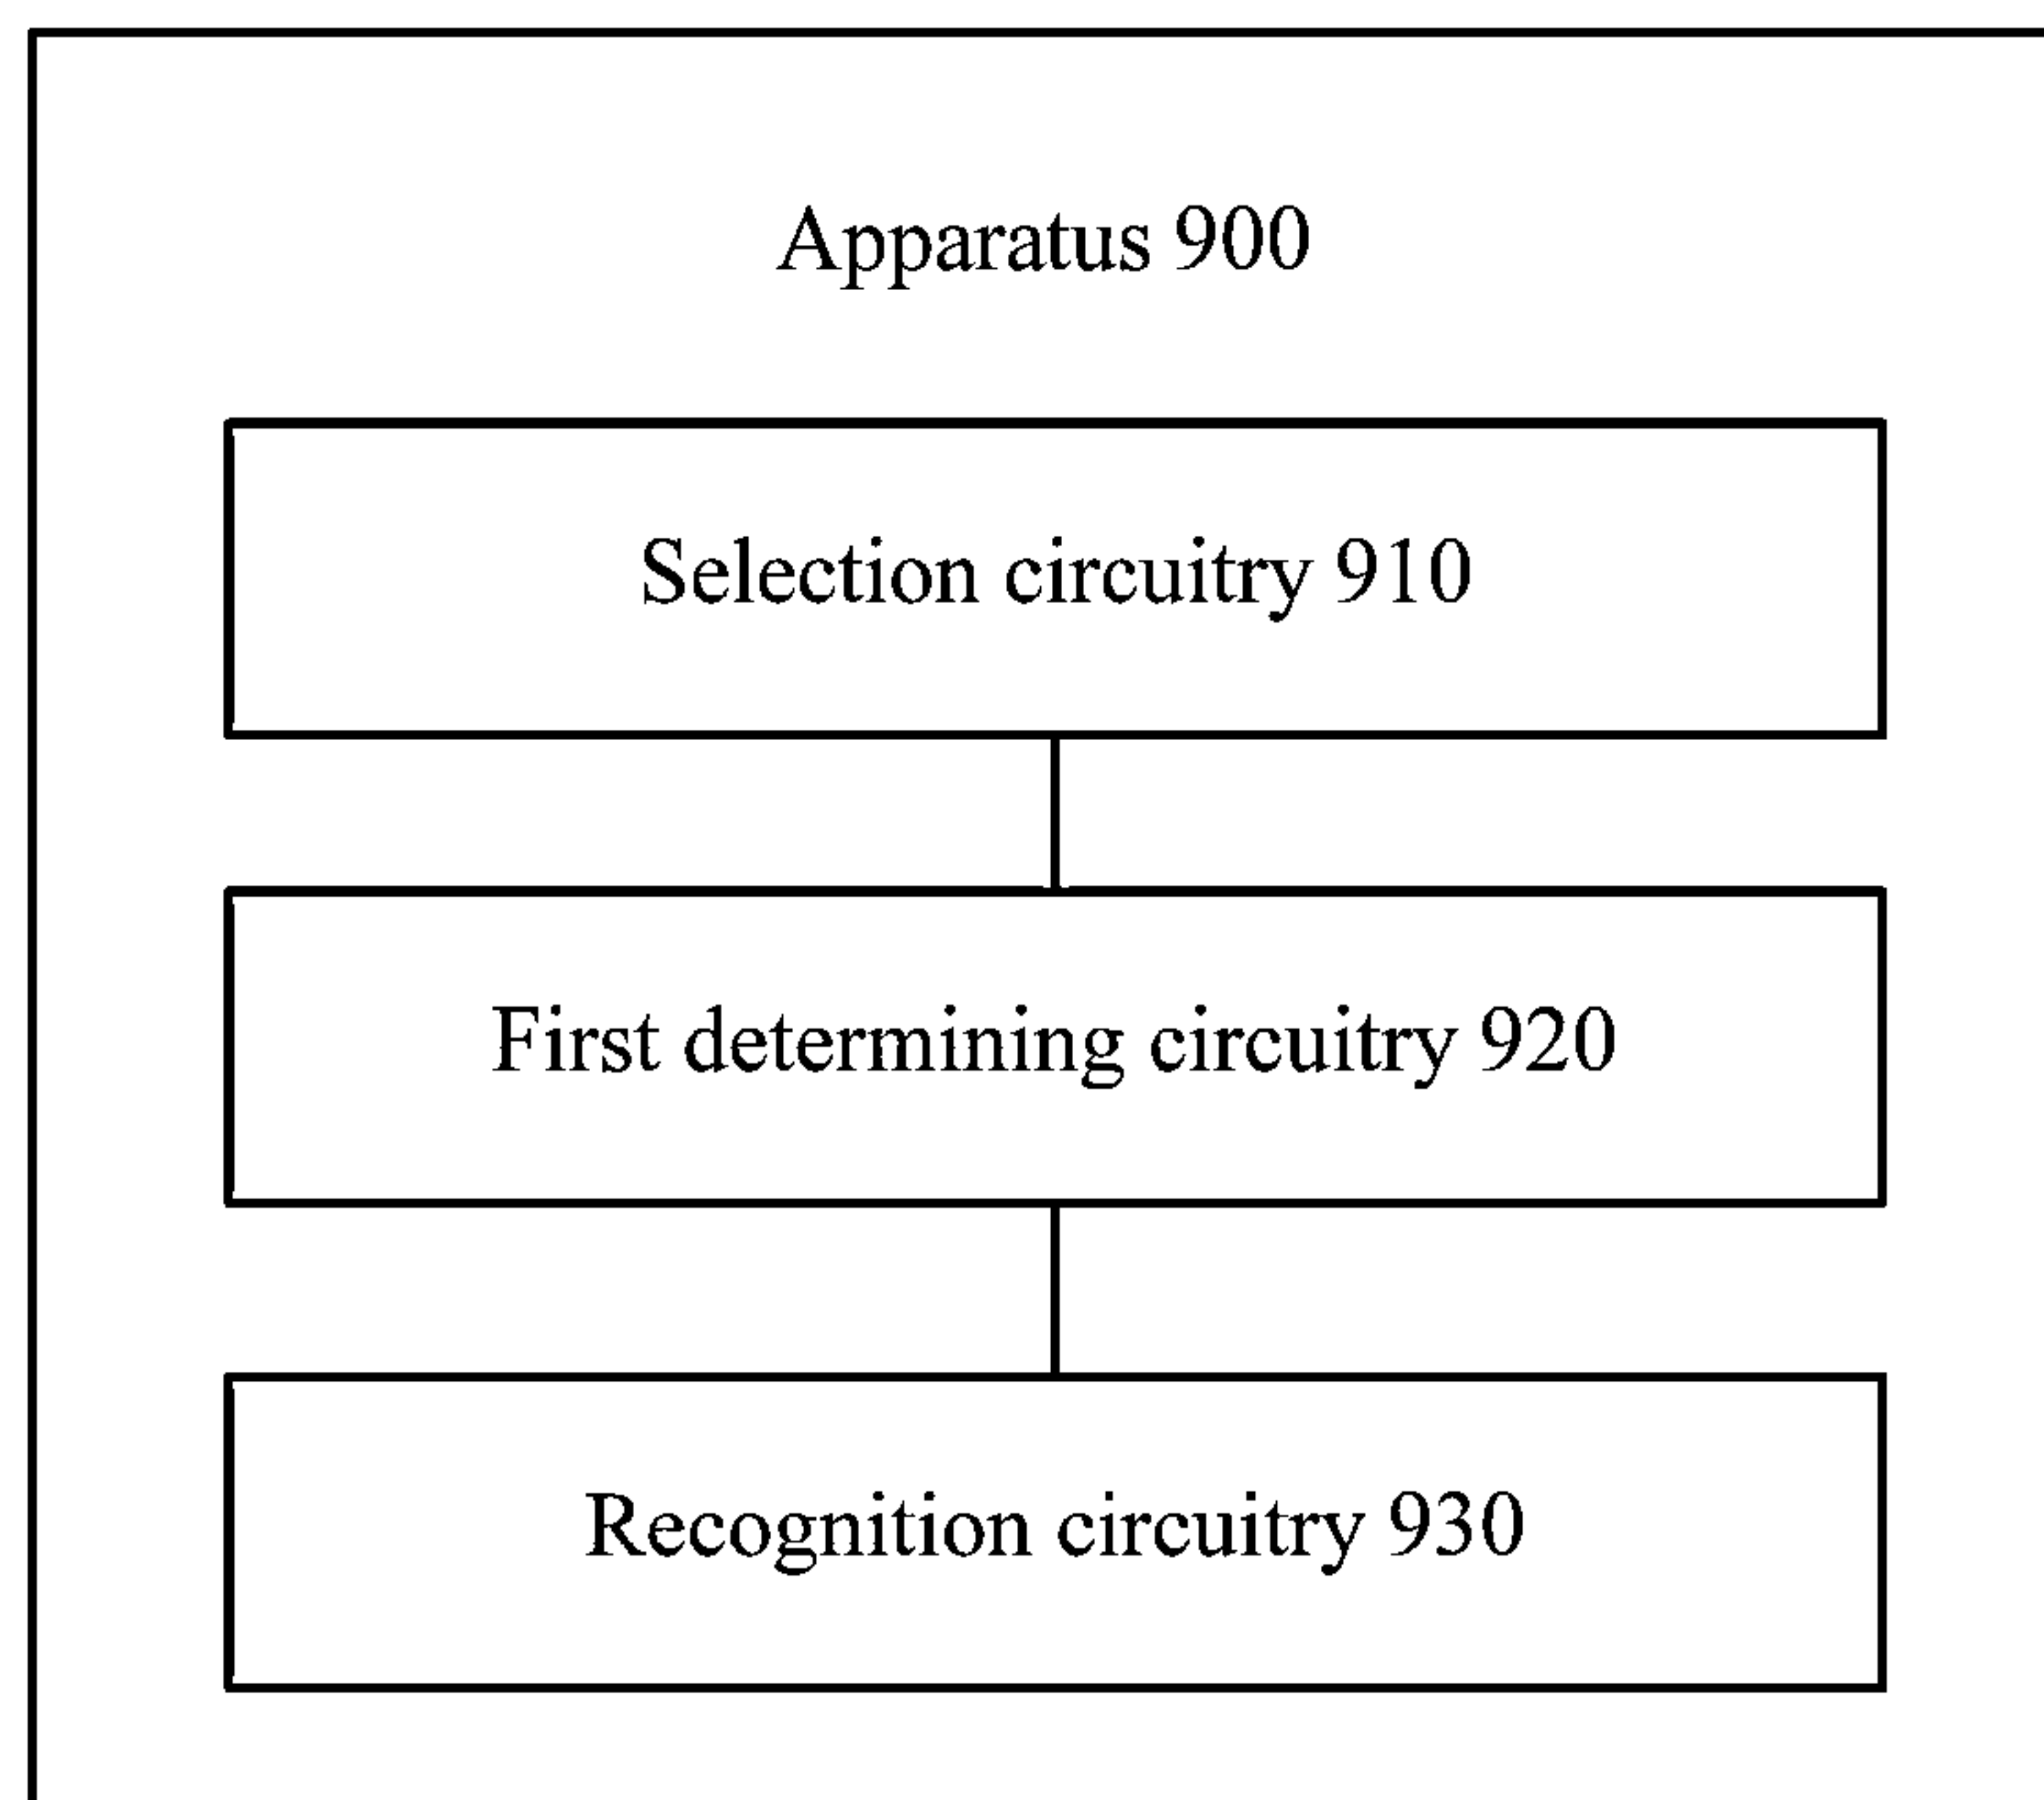 Apparatus 900
Selection circuitry 910
First determining circuitry 920
Recognition circuitry 930